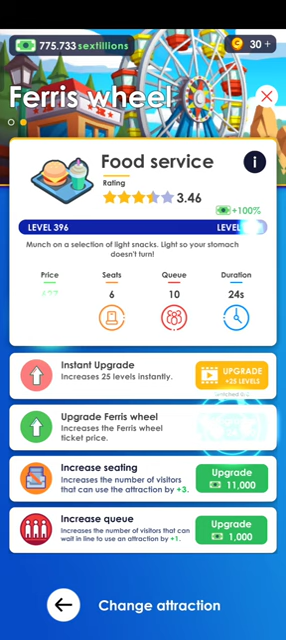 775.733 sextillions
30 +
Ferris wheel
Food service
i
Rating
3.46
+100%
LEVEL 396
LEVEL
Munch on a selection of light snacks. Light so your stomach
doesn't turn!
Price
Seats
Queue
Duration
6
10
24s
Instant Upgrade
Increases 25 levels instantly.
UPGRADE
+25 LEVELS
Upgrade Ferris wheel
Increases the Ferris wheel
ticket price.
Increase seating
Increases the number of visitors
that can use the attraction by +3.
Upgrade
11,000
Increase queue
Increases the number of visitors that can
wait in line to use an attraction by +1.
Upgrade
1,000
Change attraction